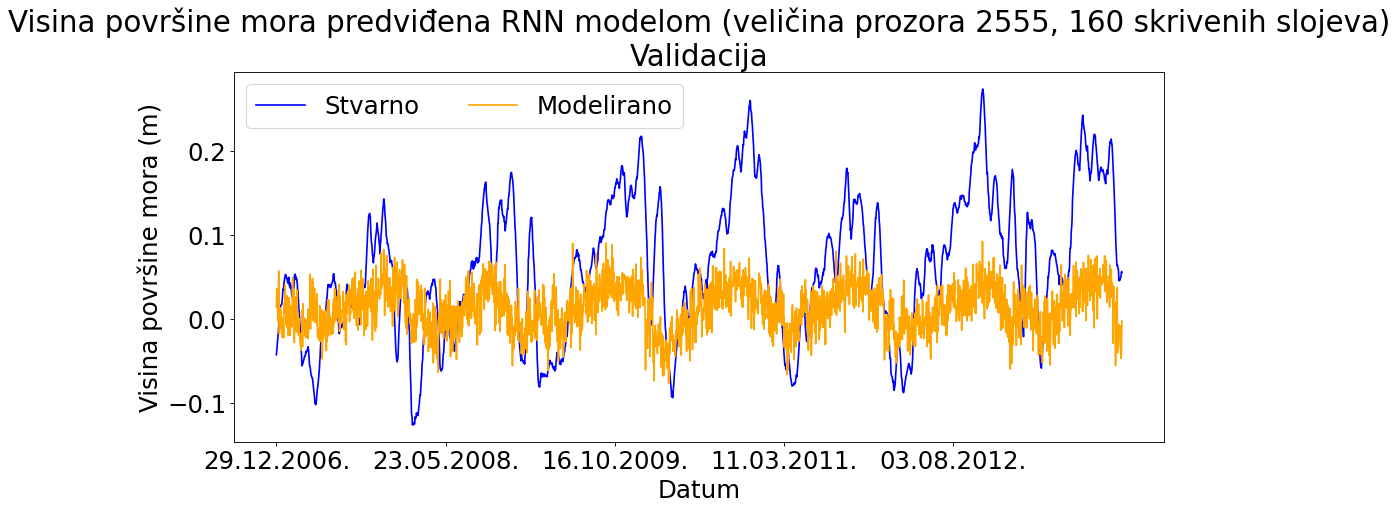 Visina površine mora predviđena RNN modelom (veličina prozora 2555, 160 skrivenih slojeva)
Validacija
Stvarno Modelirano
Visina površine mora (m)
0.2
0.1
0.0
−0.1
29.12.2006. 23.05.2008. 16.10.2009. 11.03.2011. 03.08.2012.
Datum